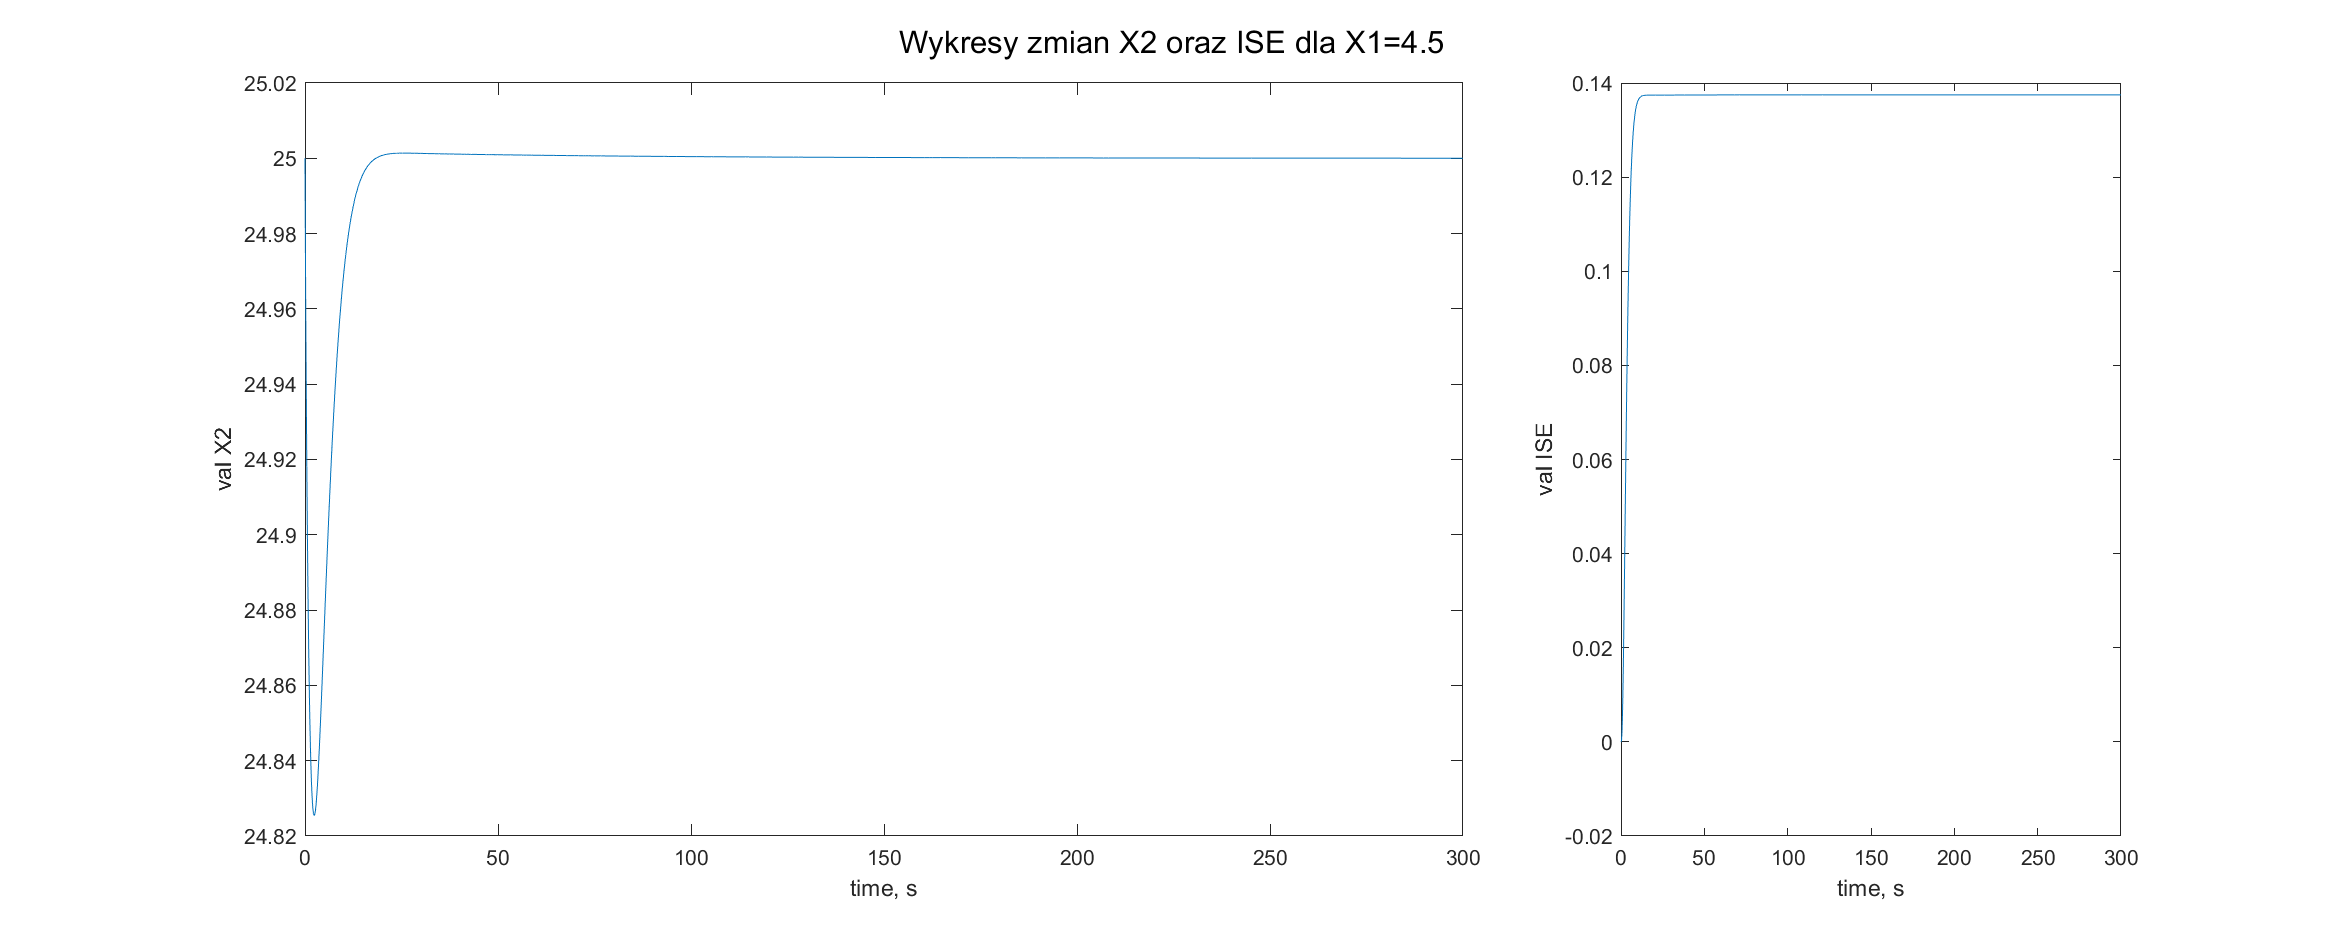 Wykresy zmian X2 oraz ISE dla X1=4.5
val X2
25.02
25
24.98
24.96
24.94
24.92
24.9
24.88
24.86
24.84
24.82
0 50 100 150 200 250 300
time, s
val ISE
0.14
0.12
0.1
0.08
0.06
0.04
0.02
0
-0.02
0 50 100 150 200 250 300
time, s